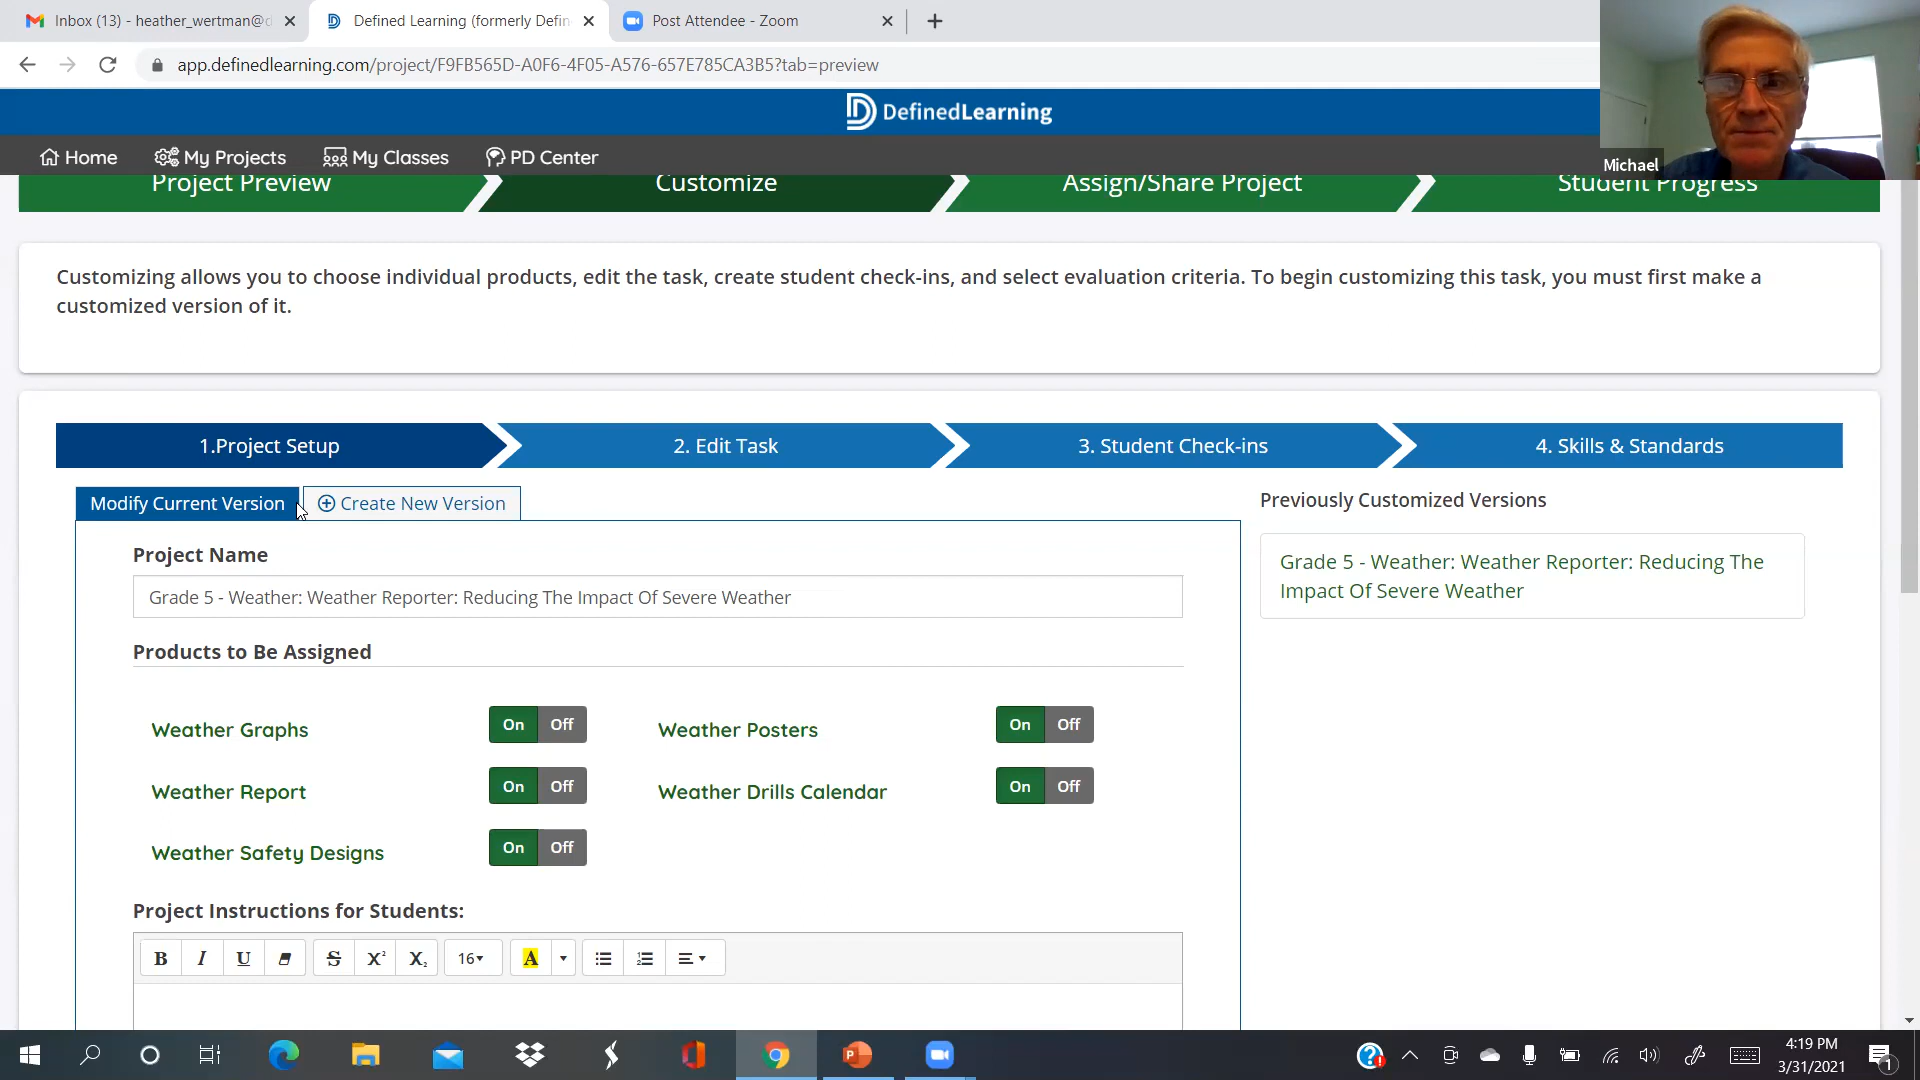 Inbox (13) - heather_wertman@d
Defined Learning (formerly Defin
Post Attendee - Zoom
app.definedlearning.com/project/F9FB565D-A0F6-4F05-A576-657E785CA3B5?tab=preview
DefinedLearning
Home
My Projects
My Classes
PD Center
Michael
Project Preview
Customize
Assign/Share Project
Student Progress
Customizing allows you to choose individual products, edit the task, create student check-ins, and select evaluation criteria. To begin customizing this task, you must first make a
customized version of it.
1.Project Setup
2. Edit Task
3. Student Check-ins
4. Skills & Standards
Modify Current Version
Create New Version
Previously Customized Versions
Project Name
Grade 5 - Weather: Weather Reporter: Reducing The Impact Of Severe Weather
Grade 5 - Weather: Weather Reporter: Reducing The
Impact Of Severe Weather
Products to Be Assigned
Weather Graphs On Off
Weather Posters On Off
Weather Report On Off
Weather Drills Calendar On Off
Weather Safety Designs On Off
Project Instructions for Students:
B I U S X² X₂ 16 A
4:19 PM
3/31/2021
1